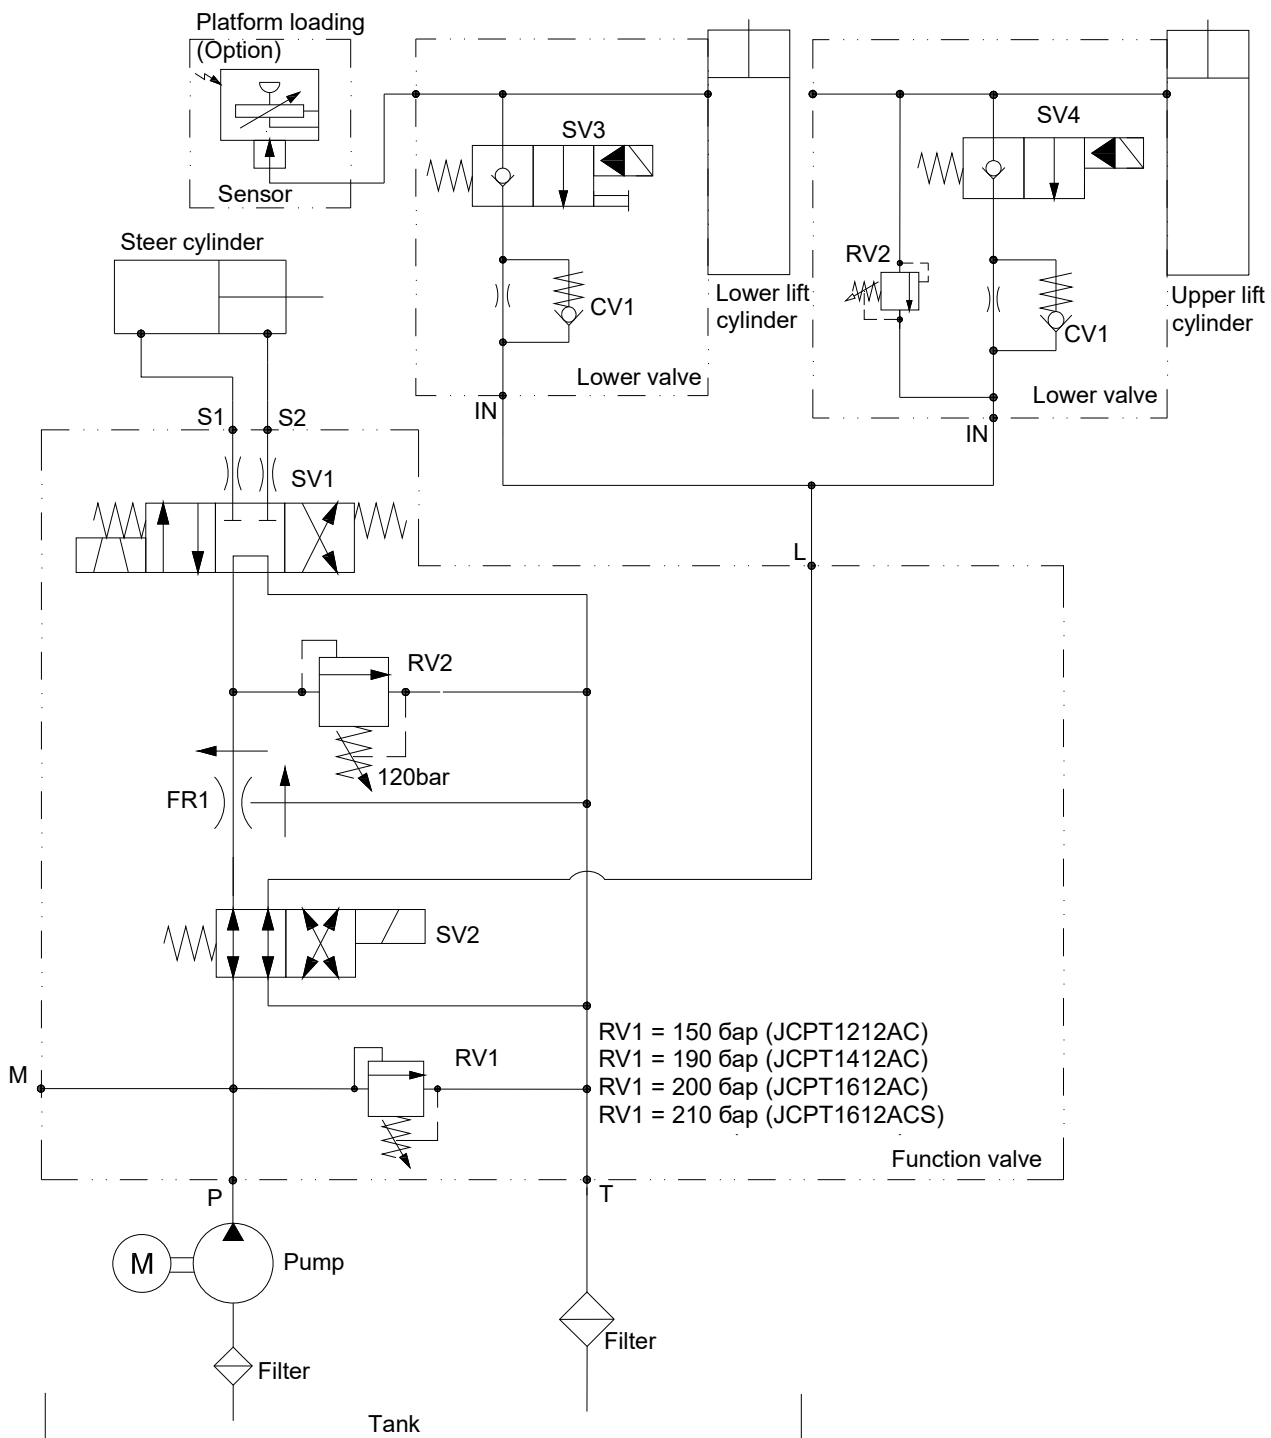 Platform loading
(Option)
Sensor
SV3
SV4
Steer cylinder
RV2
CV1
Lower lift
cylinder
CV1
Upper lift
cylinder
Lower valve
Lower valve
IN
IN
S1
S2
SV1
L
RV2
120bar
FR1
SV2
RV1 = 150 бар (JCPT1212AC)
RV1 = 190 бар (JCPT1412AC)
RV1 = 200 бар (JCPT1612AC)
RV1 = 210 бар (JCPT1612ACS)
RV1
M
Function valve
P
T
M
Pump
Filter
Filter
Tank